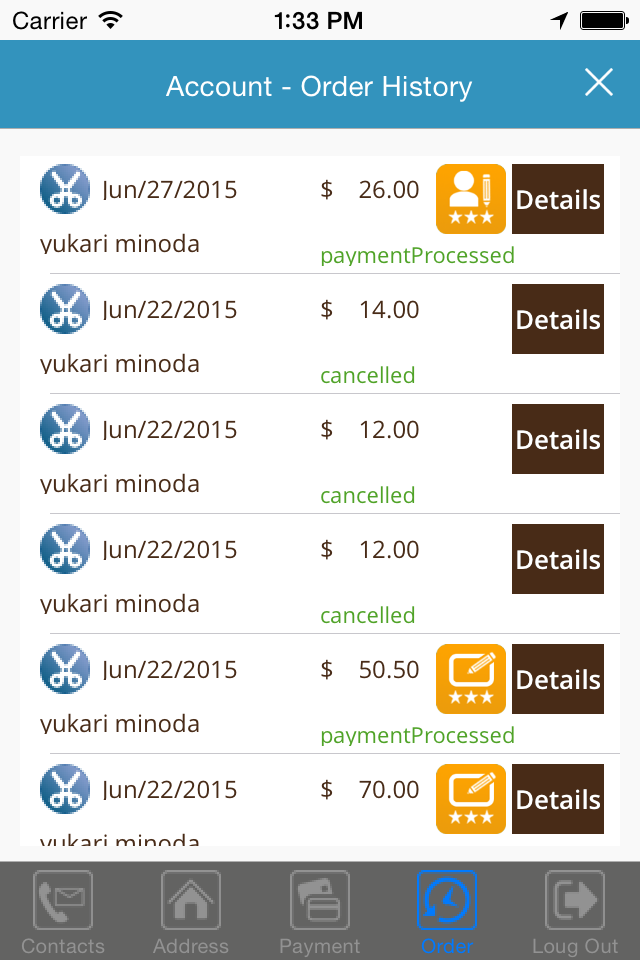 Carrier 1:33 PM
Account - Order History
Jun/27/2015 $ 26.00 Details
yukari minoda paymentProcessed
Jun/22/2015 $ 14.00 Details
yukari minoda cancelled
Jun/22/2015 $ 12.00 Details
yukari minoda cancelled
Jun/22/2015 $ 12.00 Details
yukari minoda cancelled
Jun/22/2015 $ 50.50 Details
yukari minoda paymentProcessed
Jun/22/2015 $ 70.00 Details
yukari minoda
Contacts Address Payment Order Loug Out